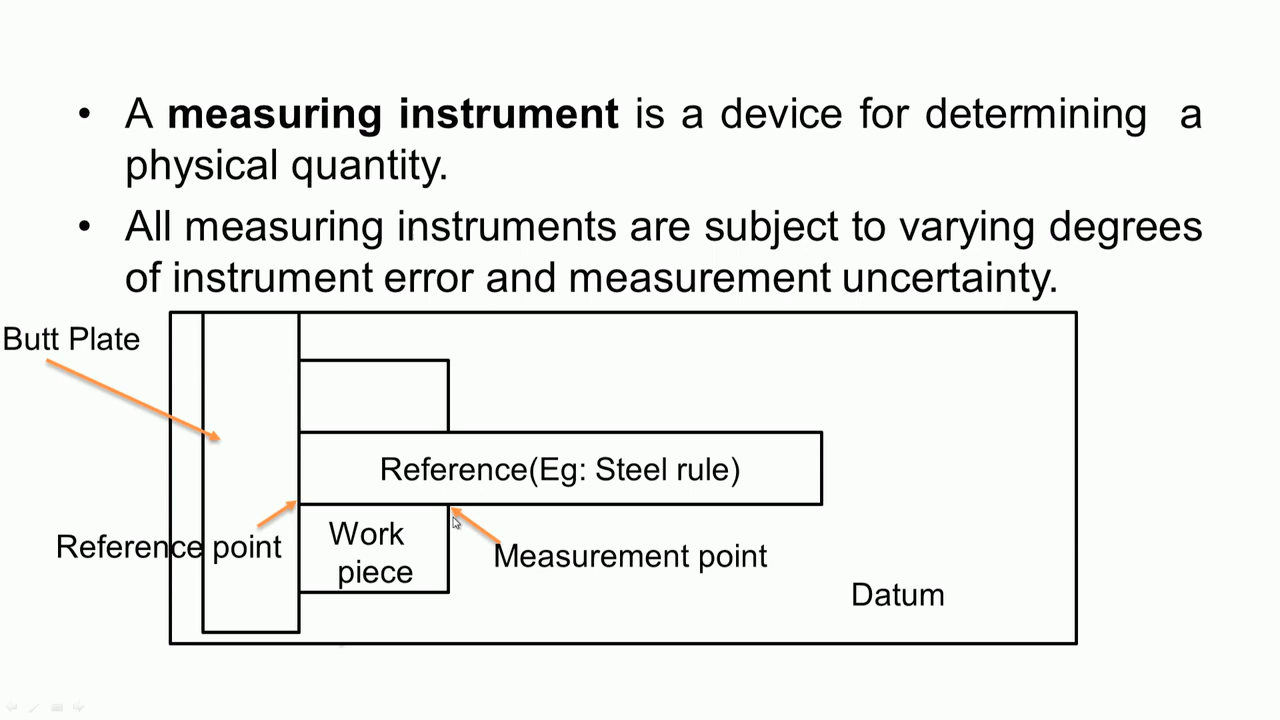 • A measuring instrument is a device for determining a
physical quantity.
• All measuring instruments are subject to varying degrees
of instrument error and measurement uncertainty.
Butt Plate
Reference(Eg: Steel rule)
Reference point
Work
piece
Measurement point
Datum